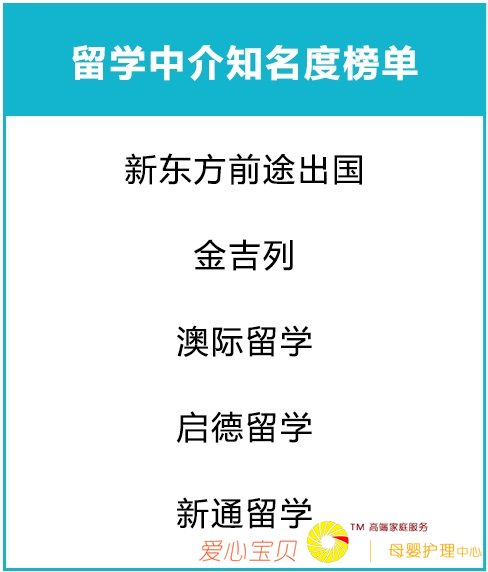 留学中介知名度榜单
新东方前途出国
金吉列
澳际留学
启德留学
新通留学
TM 高端家庭服务
爱心宝贝 | 母婴护理中心